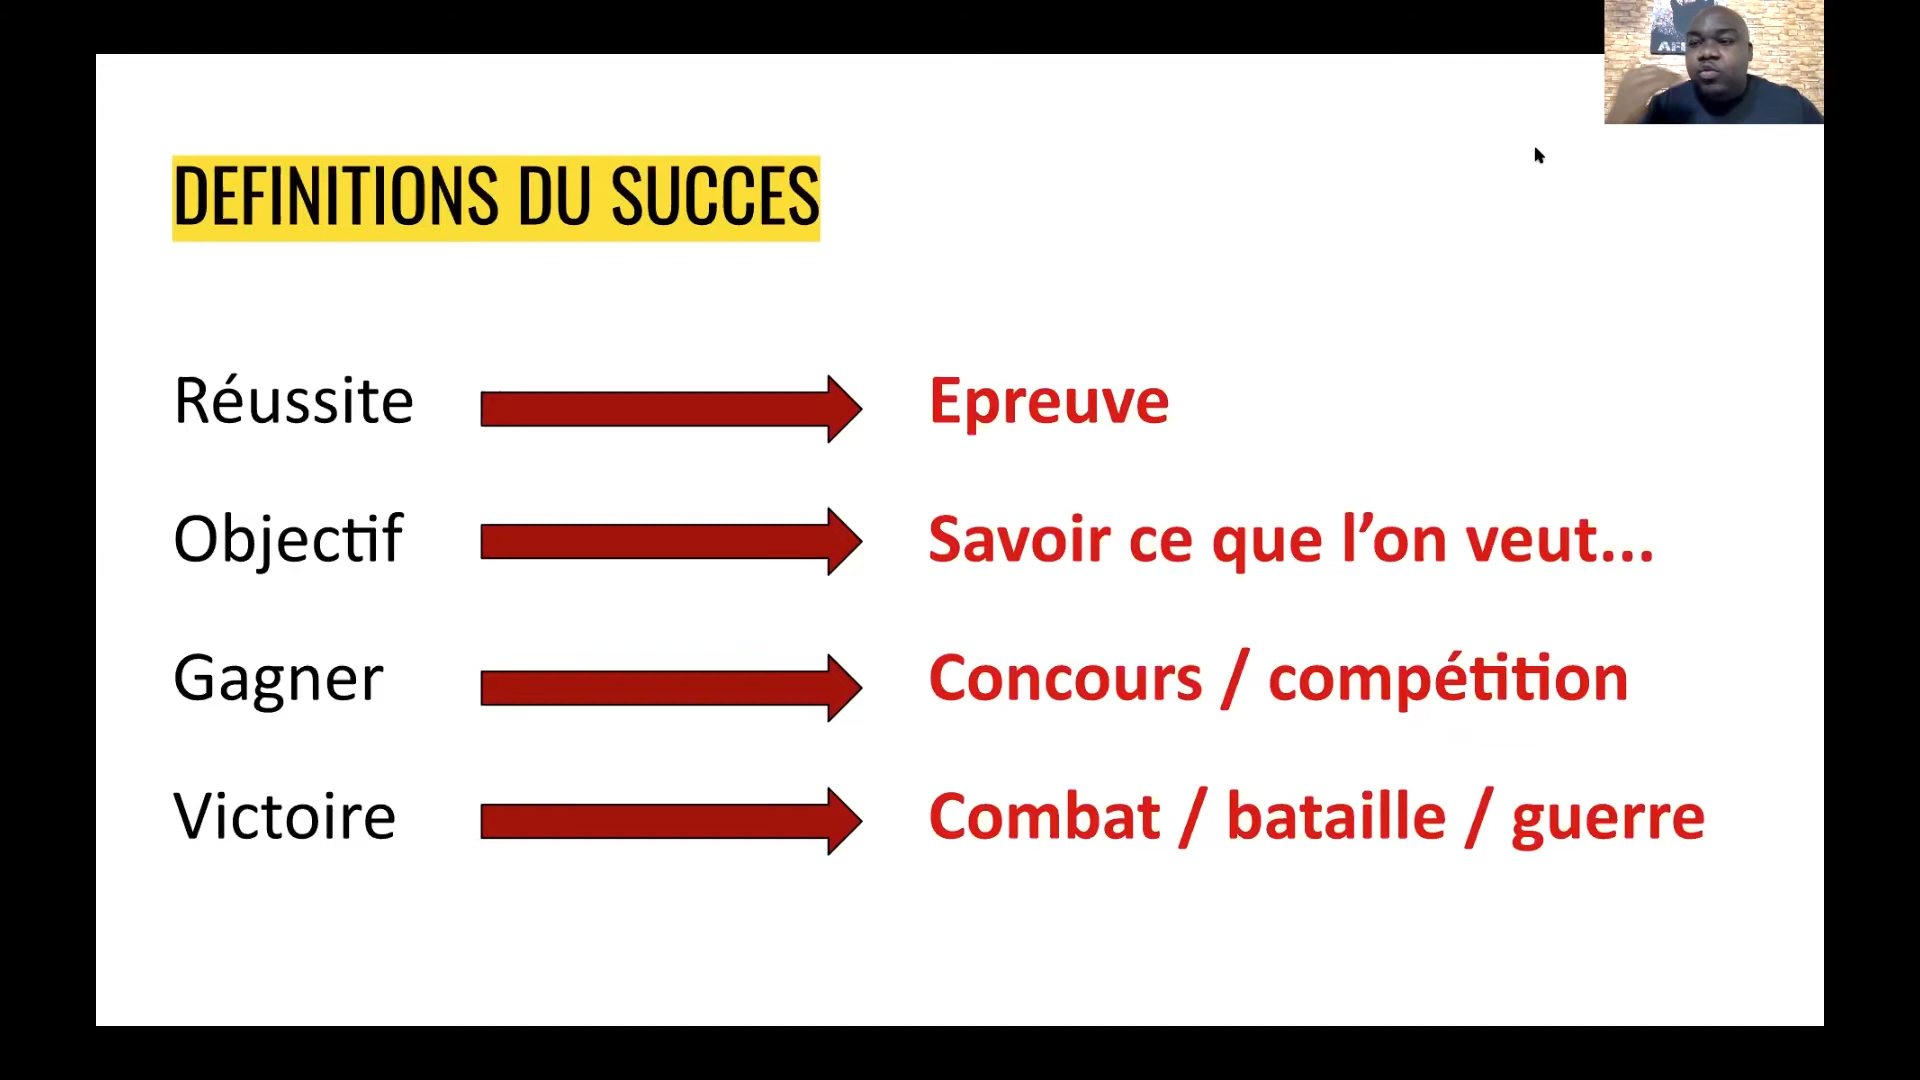 DEFINITIONS DU SUCCES
Réussite Epreuve
Objectif Savoir ce que l’on veut...
Gagner Concours / compétition
Victoire Combat / bataille / guerre